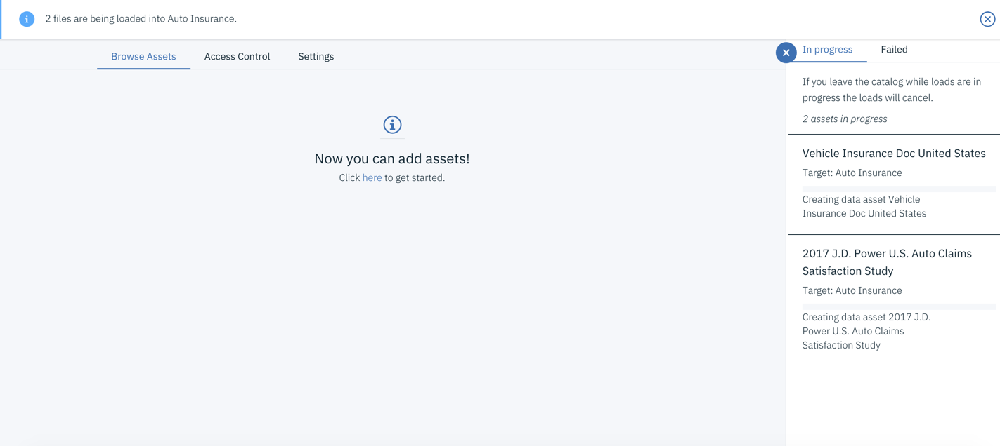 2 files are being loaded into Auto Insurance.
Browse Assets Access Control Settings
Now you can add assets!
Click here to get started.
In progress Failed
If you leave the catalog while loads are in
progress the loads will cancel.
2 assets in progress
Vehicle Insurance Doc United States
Target: Auto Insurance
Creating data asset Vehicle
Insurance Doc United States
2017 J.D. Power U.S. Auto Claims
Satisfaction Study
Target: Auto Insurance
Creating data asset 2017 J.D.
Power U.S. Auto Claims
Satisfaction Study